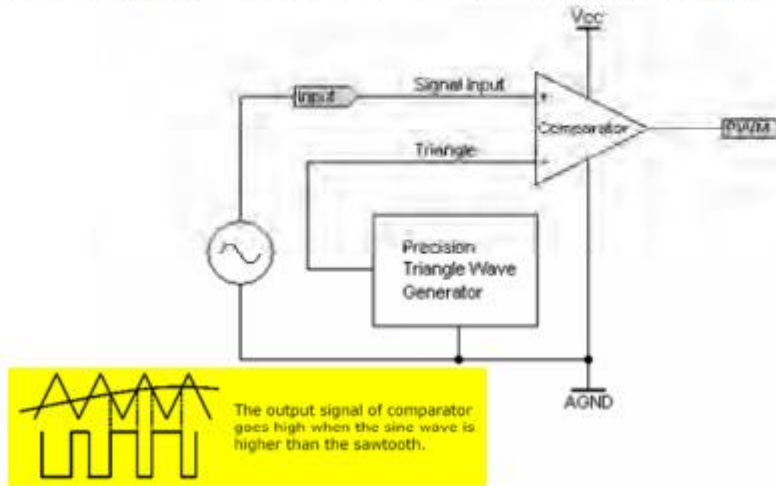 Vcc
Input
Signal Input
Comparator
PWM
Triangle
Precision
Triangle Wave
Generator
AGND
The output signal of comparator
goes high when the sine wave is
higher than the sawtooth.